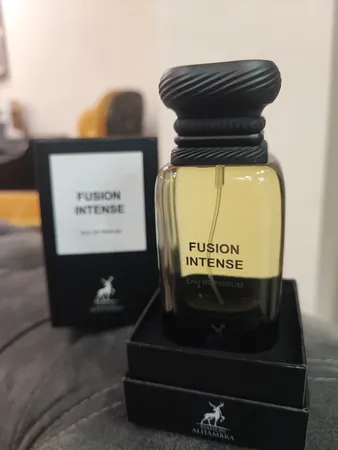 FUSION
INTENSE
EAU DE PARFUM
FUSION
INTENSE
EAU DE PARFUM
MAISON
ALHAMBRA